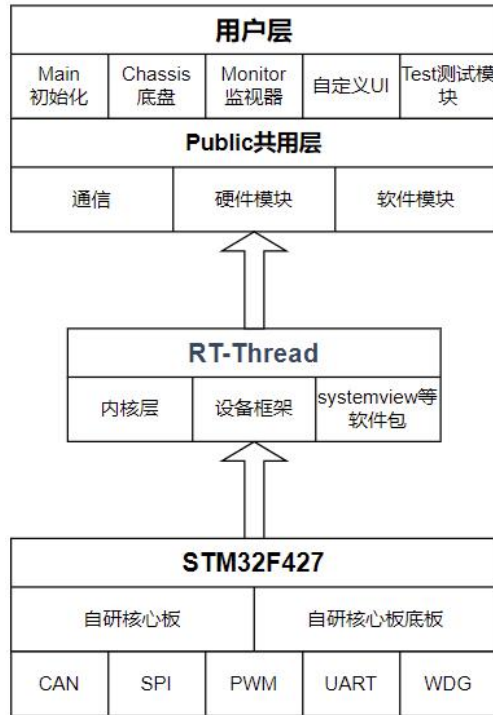 用户层
Main
初始化
Chassis
底盘
Monitor
监视器
自定义UI
Test测试模
块
Public共用层
通信
硬件模块
软件模块
RT-Thread
内核层
设备框架
systemview等
软件包
STM32F427
自研核心板
自研核心板底板
CAN
SPI
PWM
UART
WDG